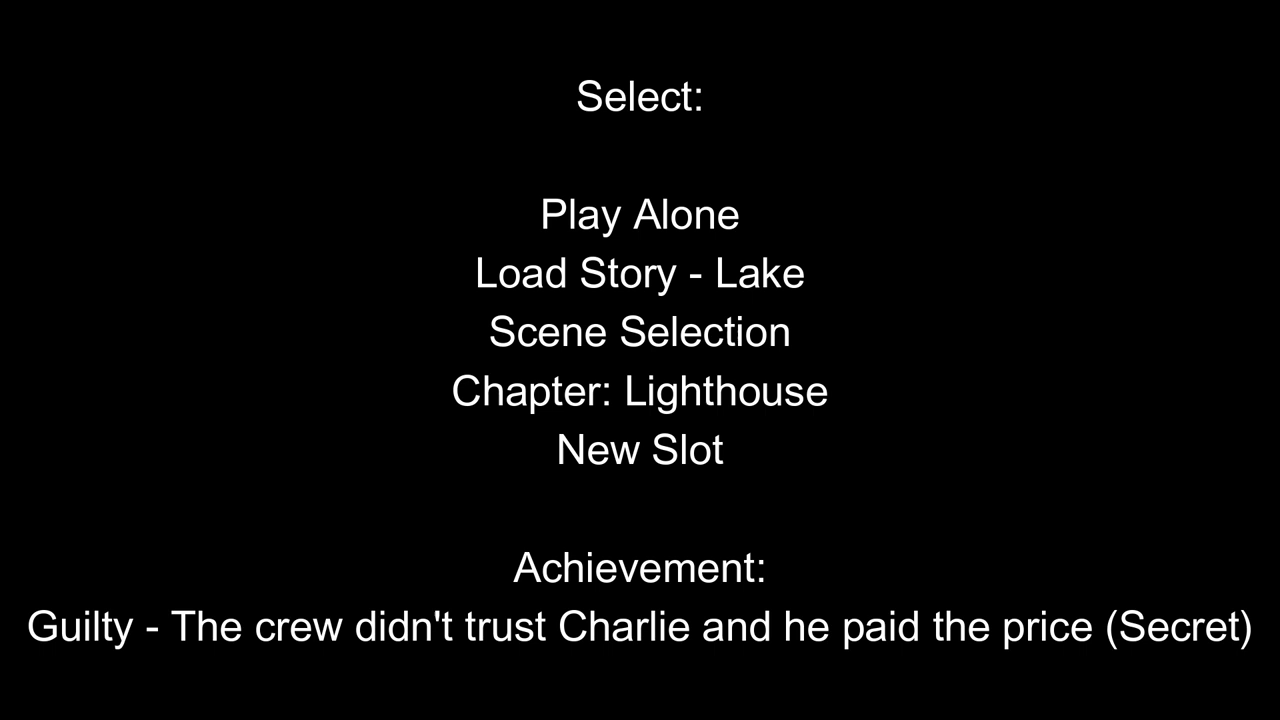 Select:
Play Alone
Load Story - Lake
Scene Selection
Chapter: Lighthouse
New Slot
Achievement:
Guilty - The crew didn't trust Charlie and he paid the price (Secret)